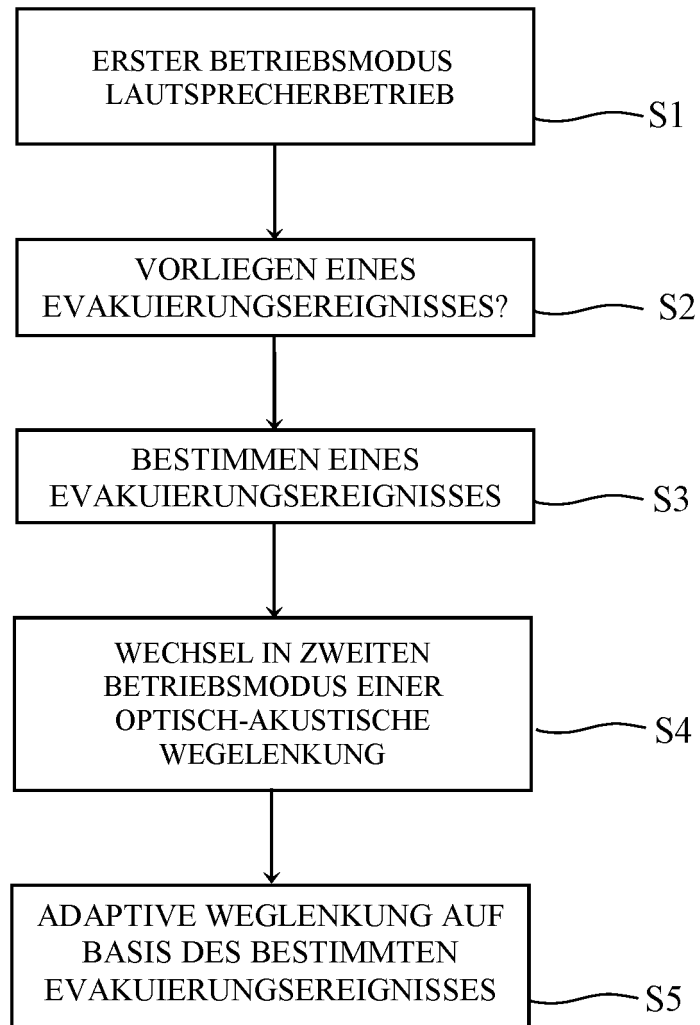 ERSTER BETRIEBSMODUS
LAUTSPRECHERBETRIEB
S1
VORLIEGEN EINES
EVAKUIERUNGSEREIGNISSES?
S2
BESTIMMEN EINES
EVAKUIERUNGSEREIGNISSES
S3
WECHSEL IN ZWEITEN
BETRIEBSMODUS EINER
OPTISCH-AKUSTISCHE
WEGELENKUNG
S4
ADAPTIVE WEGLENKUNG AUF
BASIS DES BESTIMMTEN
EVAKUIERUNGSEREIGNISSES
S5